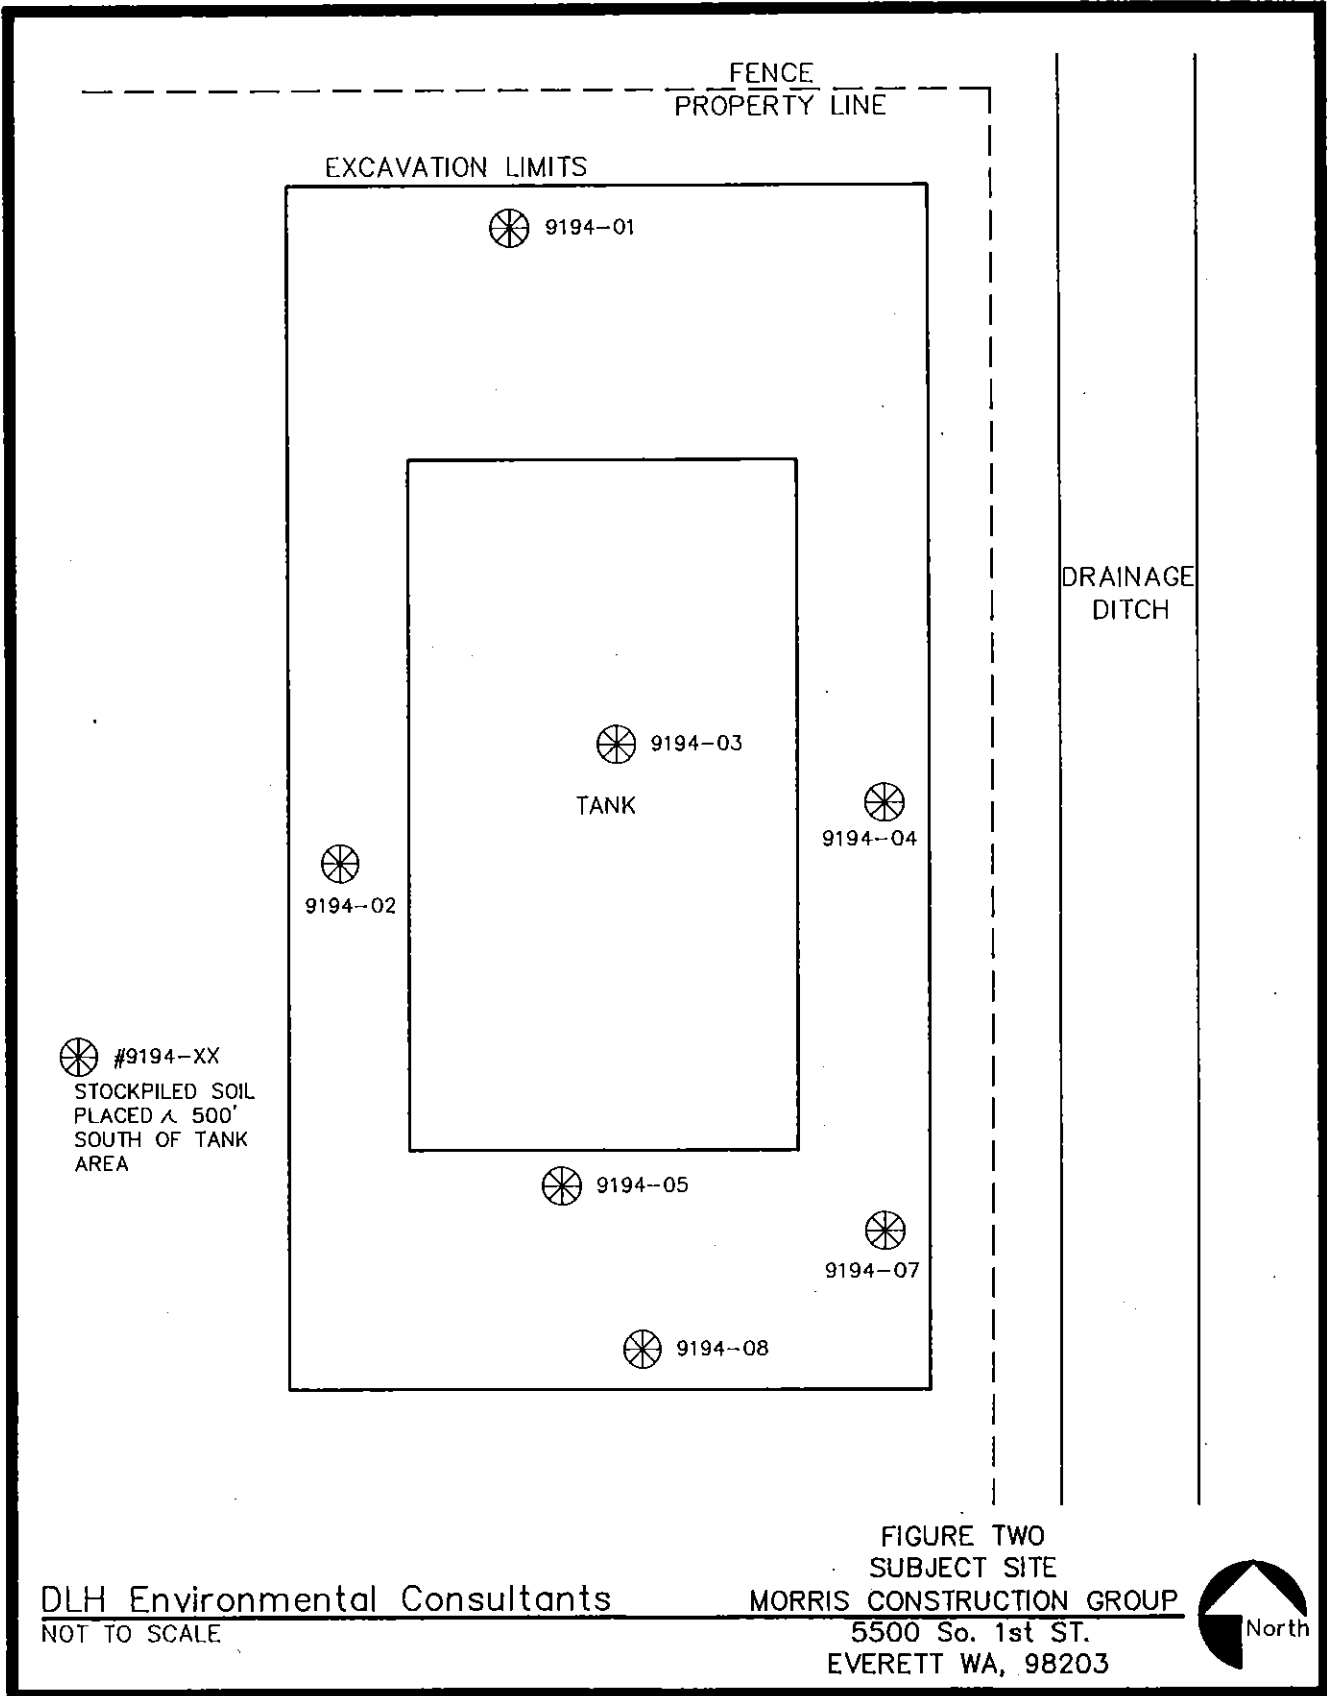 FENCE
PROPERTY LINE
EXCAVATION LIMITS
9194-01
DRAINAGE
DITCH
9194-03
TANK
9194-04
9194-02
#9194-XX
STOCKPILED SOIL
PLACED 500'
SOUTH OF TANK
AREA
9194-05
9194-07
9194-08
FIGURE TWO
SUBJECT SITE
MORRIS CONSTRUCTION GROUP
5500 So. 1st ST.
EVERETT WA, 98203
DLH Environmental Consultants
NOT TO SCALE
North